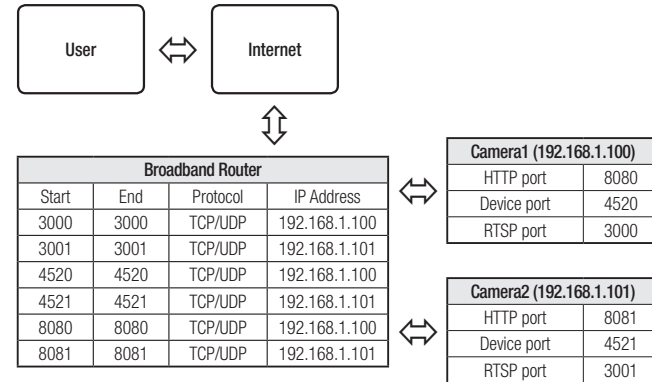 User
Internet
Broadband Router
Start End Protocol IP Address
3000 3000 TCP/UDP 192.168.1.100
3001 3001 TCP/UDP 192.168.1.101
4520 4520 TCP/UDP 192.168.1.100
4521 4521 TCP/UDP 192.168.1.101
8080 8080 TCP/UDP 192.168.1.100
8081 8081 TCP/UDP 192.168.1.101
Camera1 (192.168.1.100)
HTTP port 8080
Device port 4520
RTSP port 3000
Camera2 (192.168.1.101)
HTTP port 8081
Device port 4521
RTSP port 3001